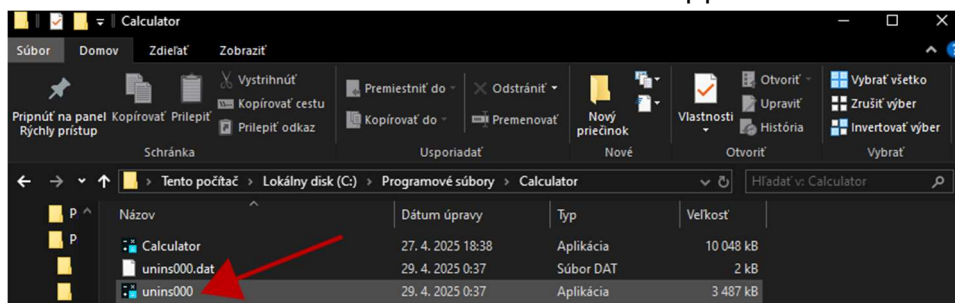 Calculator
Súbor Domov Zdieľať Zobraziť
Pripnúť na panel Rýchly prístup
Kopírovať
Prilepiť
Vystrihnúť
Kopírovať cestu
Prilepiť odkaz
Schránka
Premiestniť do
Kopírovať do
Odstrániť
Premenovať
Usporiadať
Nový priečinok
Nové
Vlastnosti
Otvoriť
Upraviť
História
Otvoriť
Vybrať všetko
Zrušiť výber
Invertovať výber
Vybrať
Tento počítač > Lokálny disk (C:) > Programové súbory > Calculator
Hľadať v: Calculator
P
P
Názov Dátum úpravy Typ Veľkosť
Calculator 27. 4. 2025 18:38 Aplikácia 10 048 kB
unins000.dat 29. 4. 2025 0:37 Súbor DAT 2 kB
unins000 29. 4. 2025 0:37 Aplikácia 3 487 kB